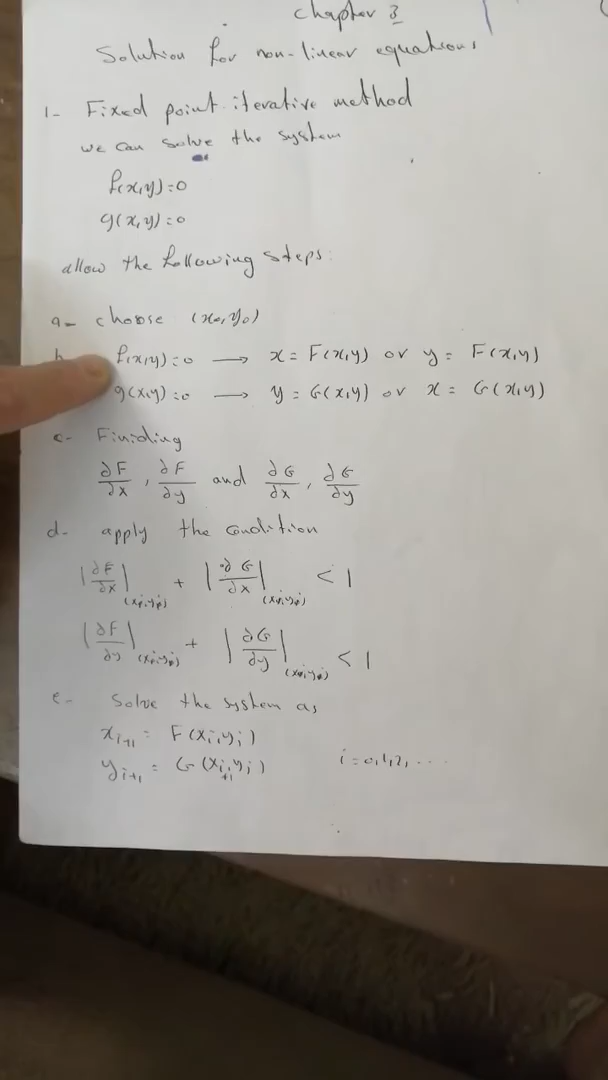 Chapter 3
Solution for non-linear equations
1- Fixed point iterative method
we can solve the system
f(x,y)=0
g(x,y)=0
allow the following steps:
a- choose (x₀,y₀)
f(x,y)=0 ⟶ x = F(x,y) or y = F(x,y)
g(x,y)=0 ⟶ y = G(x,y) or x = G(x,y)
c- Finiding
∂F/∂x , ∂F/∂y and ∂G/∂x , ∂G/∂y
d- apply the condition
|∂F/∂x|(x₀,y₀) + |∂G/∂x|(x₀,y₀) < 1
|∂F/∂y|(x₀,y₀) + |∂G/∂y|(x₀,y₀) < 1
e- Solve the system as
xᵢ₊₁ = F(xᵢ,yᵢ)
yᵢ₊₁ = G(xᵢ₊₁,yᵢ) i=0,1,2,...